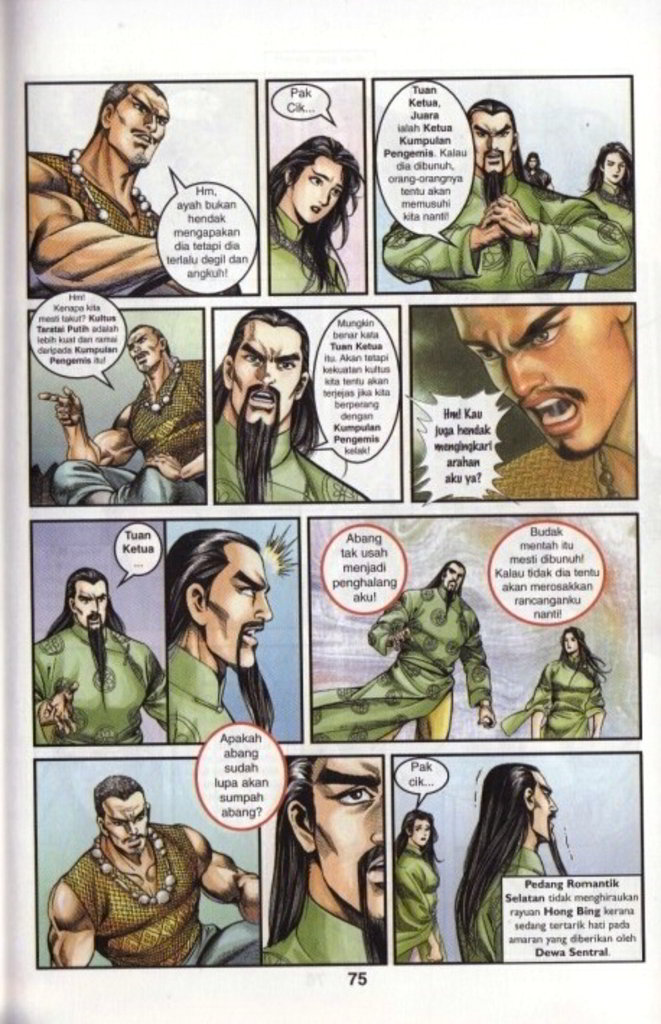 Hm,
ayah bukan
hendak
mengapakan
dia tetapi dia
terlalu degil dan
angkuh!
Pak
Cik...
Tuan
Ketua,
Juara
ialah Ketua
Kumpulan
Pengemis. Kalau
dia dibunuh,
orang-orangnya
tentu akan
memusuhi
kita nanti!
Hm!
Kenapa kita
mesti takut? Kultus
Taratai Putih adalah
lebih kuat dan ramai
daripada Kumpulan
Pengemis itu!
Mungkin
benar kata
Tuan Ketua
itu. Akan tetapi
kekuatan kultus
kita tentu akan
terjejas jika kita
berperang
dengan
Kumpulan
Pengemis
kelak!
Hm! Kau
juga hendak
mengingkari
arahan
aku ya?
Tuan
Ketua
...
Abang
tak usah
menjadi
penghalang
aku!
Budak
mentah itu
mesti dibunuh!
Kalau tidak dia tentu
akan merosakkan
rancanganku
nanti!
Apakah
abang
sudah
lupa akan
sumpah
abang?
Pak
cik...
Pedang Romantik
Selatan tidak menghiraukan
rayuan Hong Bing kerana
sedang tertarik hati pada
amaran yang diberikan oleh
Dewa Sentral.
75